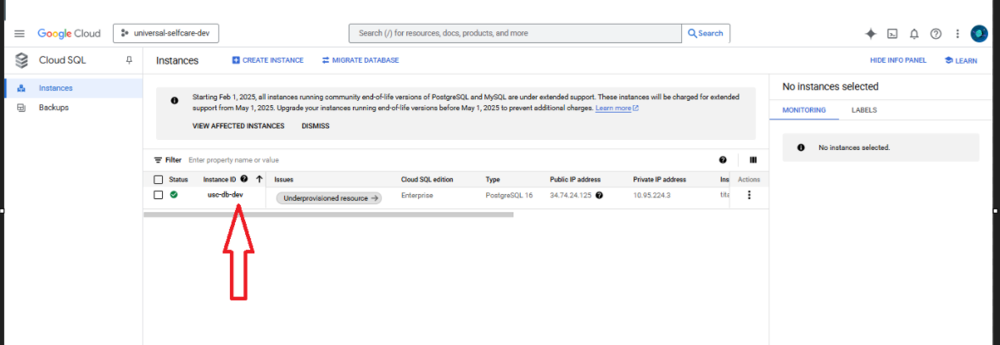 Google Cloud
universal-selfcare-dev
Search (/) for resources, docs, products, and more
Search
Cloud SQL
Instances
CREATE INSTANCE
MIGRATE DATABASE
HIDE INFO PANEL
LEARN
Instances
Backups
Starting Feb 1, 2025, all instances running community end-of-life versions of PostgreSQL and MySQL are under extended support. These instances will be charged for extended
support from May 1, 2025. Upgrade your instances running end-of-life versions before May 1, 2025 to prevent additional charges. Learn more
VIEW AFFECTED INSTANCES DISMISS
No instances selected
MONITORING LABELS
No instances selected.
Filter Enter property name or value
Status Instance ID Issues Cloud SQL edition Type Public IP address Private IP address Ins Actions
usc-db-dev Underprovisioned resource Enterprise PostgreSQL 16 34.74.24.125 10.95.224.3